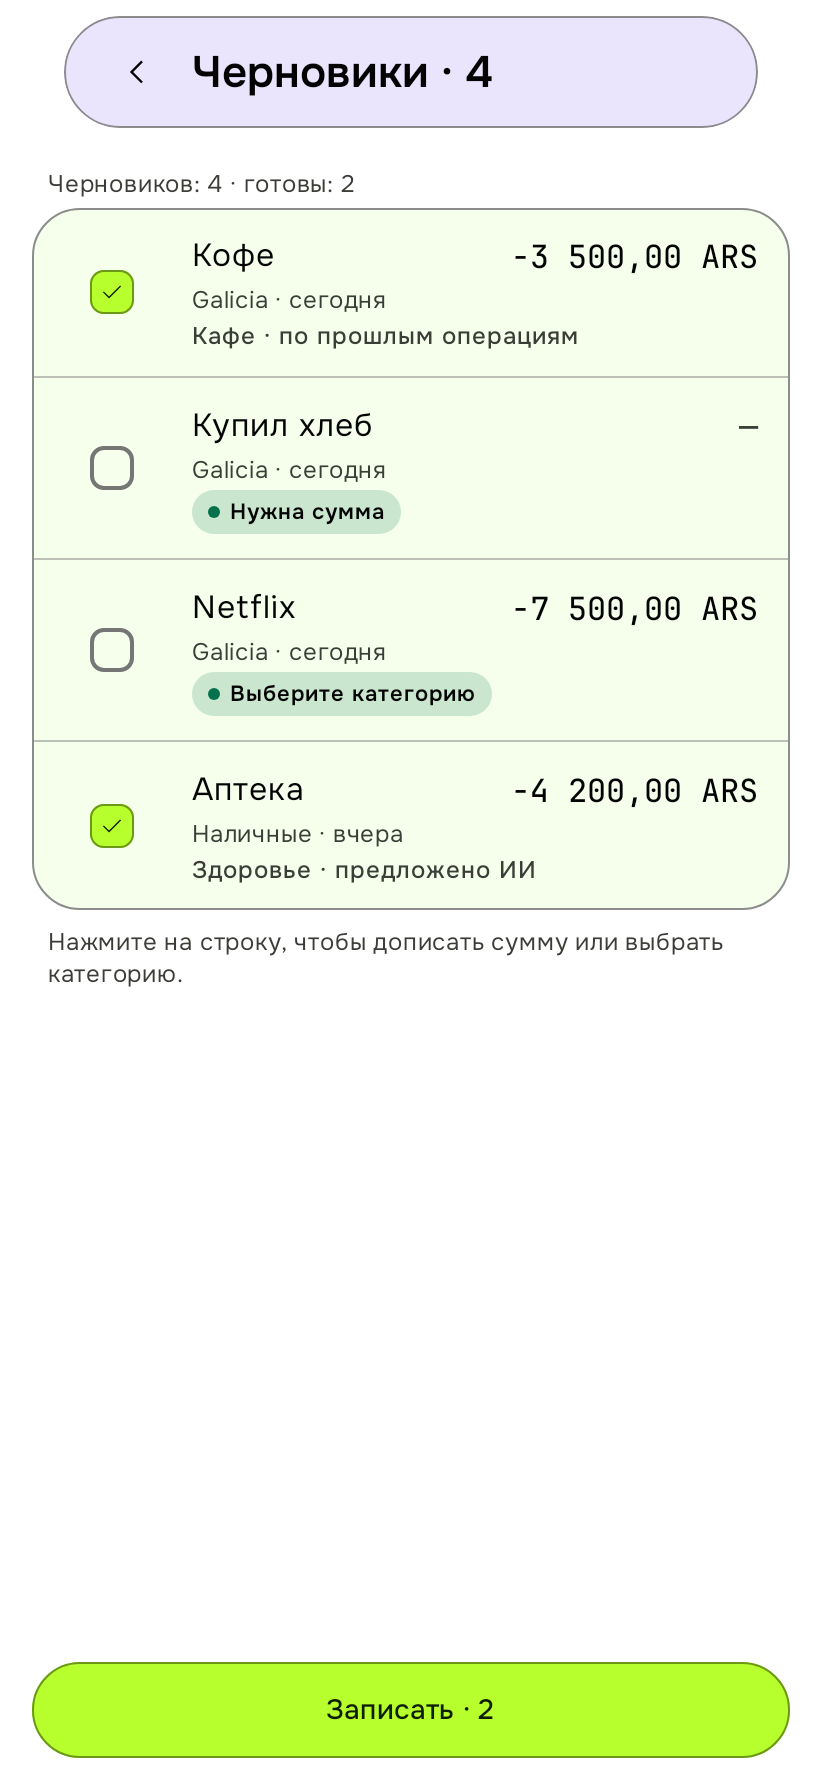 Черновики · 4
Черновиков: 4 · готовы: 2
Кофе -3 500,00 ARS
Galicia · сегодня
Кафе · по прошлым операциям
Купил хлеб —
Galicia · сегодня
Нужна сумма
Netflix -7 500,00 ARS
Galicia · сегодня
Выберите категорию
Аптека -4 200,00 ARS
Наличные · вчера
Здоровье · предложено ИИ
Нажмите на строку, чтобы дописать сумму или выбрать
категорию.
Записать · 2